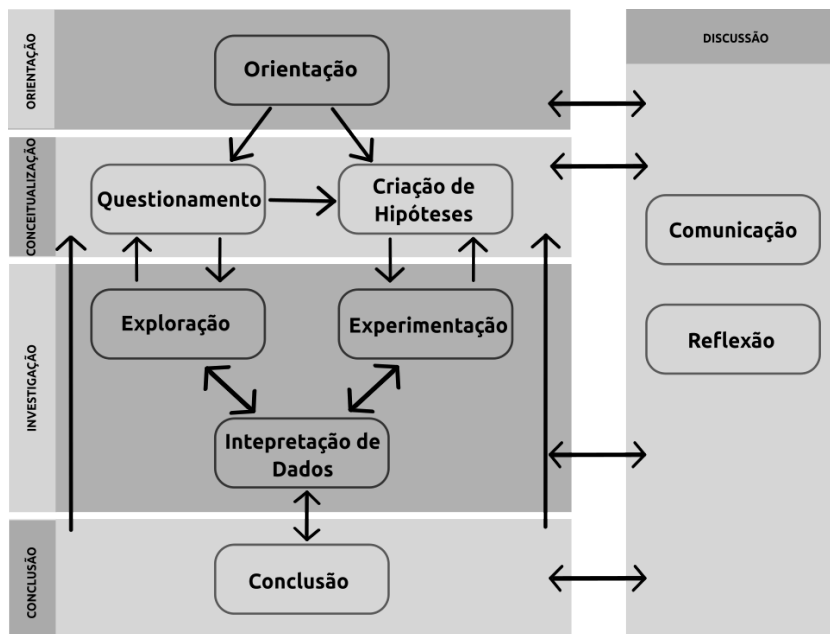 ORIENTAÇÃO
Orientação
DISCUSSÃO
CONCEITUALIZAÇÃO
Questionamento
Criação de
Hipóteses
Comunicação
INVESTIGAÇÃO
Exploração
Experimentação
Reflexão
Intepretação de
Dados
CONCLUSÃO
Conclusão